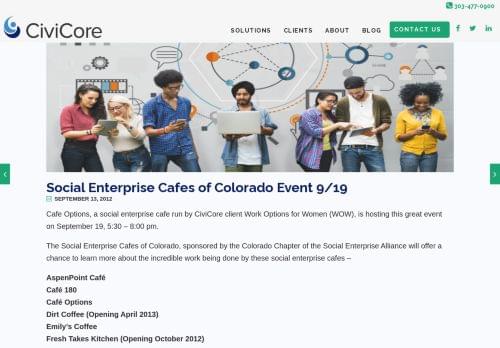 303-477-0900
CiviCore
SOLUTIONS CLIENTS ABOUT BLOG CONTACT US
Social Enterprise Cafes of Colorado Event 9/19
SEPTEMBER 13, 2012
Cafe Options, a social enterprise cafe run by CiviCore client Work Options for Women (WOW), is hosting this great event
on September 19, 5:30 – 8:00 pm.
The Social Enterprise Cafes of Colorado, sponsored by the Colorado Chapter of the Social Enterprise Alliance will offer a
chance to learn more about the incredible work being done by these social enterprise cafes –
AspenPoint Café
Café 180
Café Options
Dirt Coffee (Opening April 2013)
Emily's Coffee
Fresh Takes Kitchen (Opening October 2012)